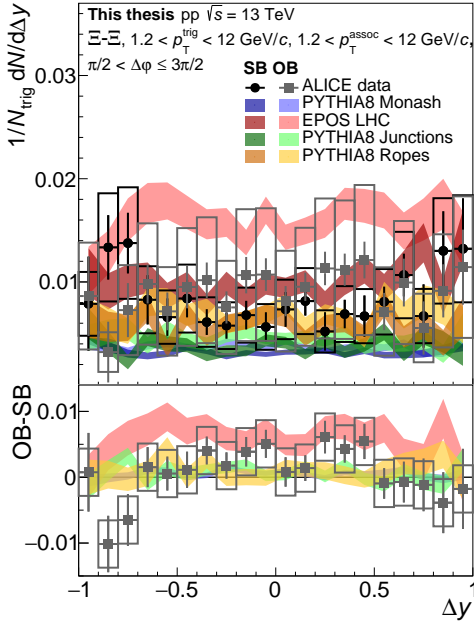 This thesis pp √s = 13 TeV
Ξ-Ξ, 1.2 < p_T^trig < 12 GeV/c, 1.2 < p_T^assoc < 12 GeV/c,
π/2 < Δφ ≤ 3π/2
SB OB
ALICE data
PYTHIA8 Monash
EPOS LHC
PYTHIA8 Junctions
PYTHIA8 Ropes
1/N_trig dN/dΔy
0.03
0.02
0.01
OB-SB
0.01
0
−0.01
−1 −0.5 0 0.5 1
Δy